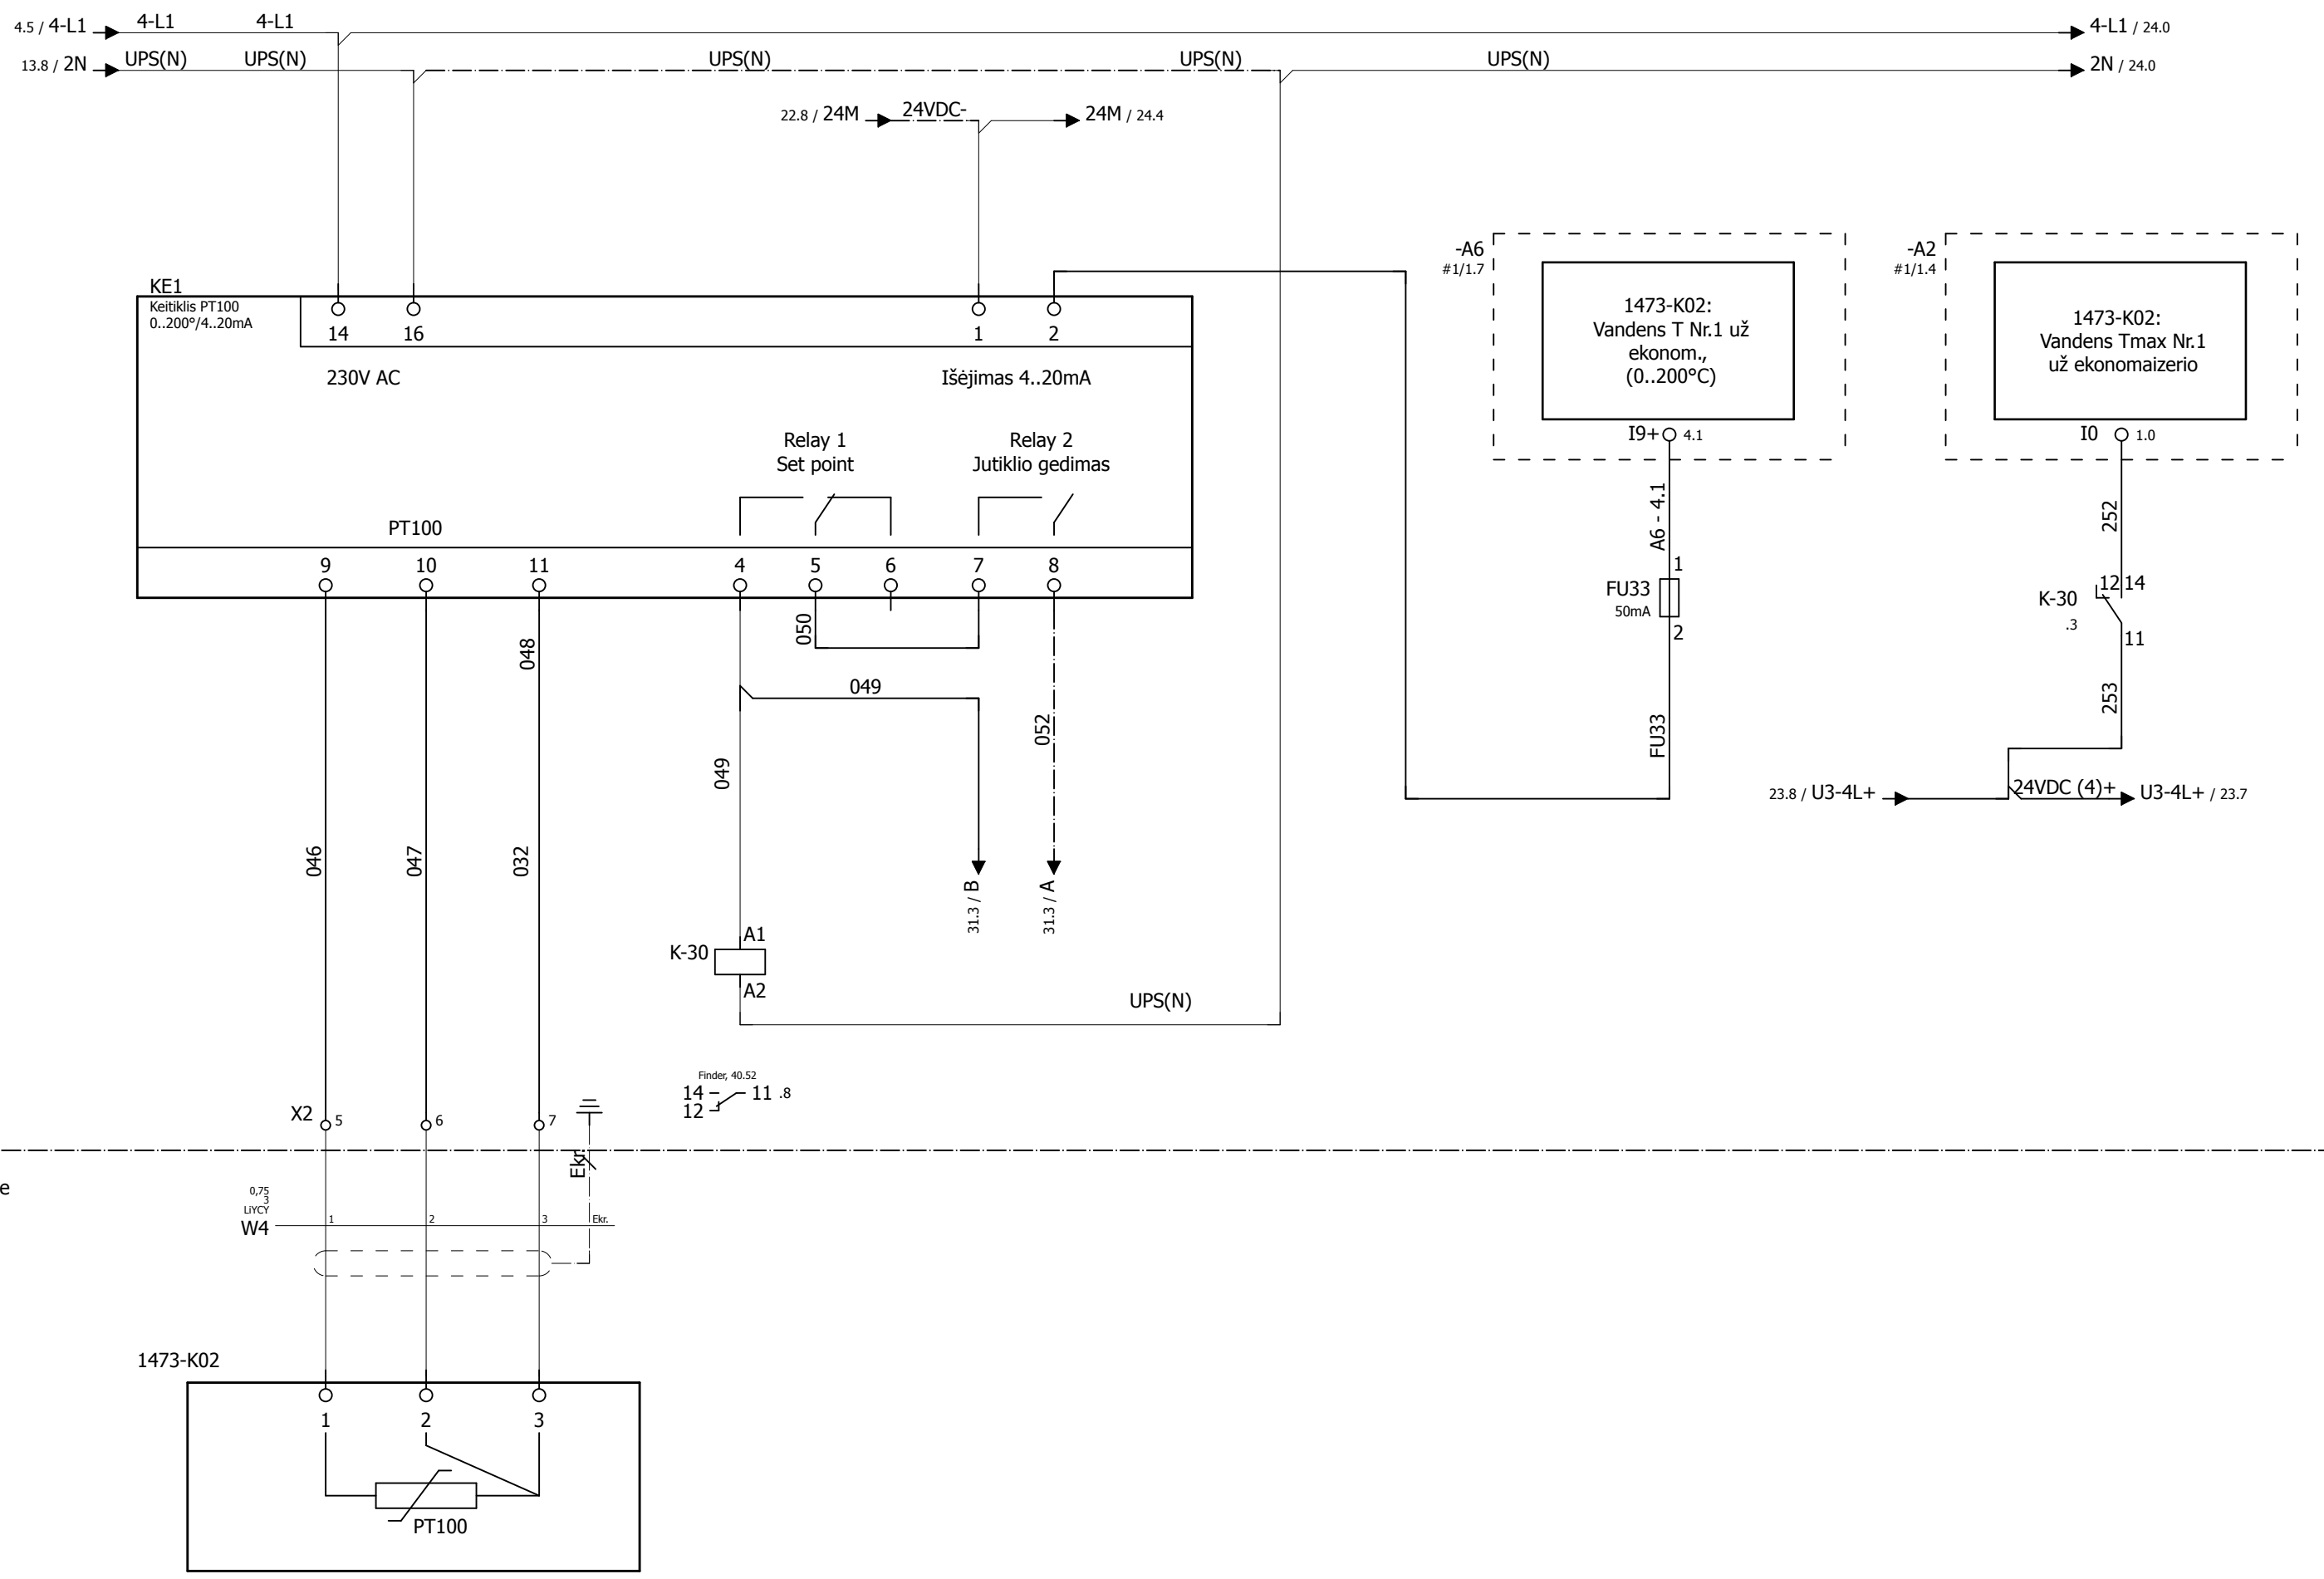 4.5 / 4-L1
4-L1
4-L1
4-L1 / 24.0
13.8 / 2N
UPS(N)
UPS(N)
UPS(N)
UPS(N)
UPS(N)
2N / 24.0
22.8 / 24M
24VDC-
24M / 24.4
KE1
Keitiklis PT100
0..200°/4..20mA
14
16
1
2
230V AC
Išėjimas 4..20mA
Relay 1
Set point
Relay 2
Jutiklio gedimas
PT100
9
10
11
4
5
6
7
8
-A6
#1/1.7
1473-K02:
Vandens T Nr.1 už
ekonom.,
(0..200°C)
I9+
4.1
A6 - 4.1
1
FU33
50mA
2
FU33
-A2
#1/1.4
1473-K02:
Vandens Tmax Nr.1
už ekonomaizerio
I0
1.0
252
12
14
K-30
.3
11
253
23.8 / U3-4L+
24VDC (4)+
U3-4L+ / 23.7
048
050
049
049
052
046
047
032
31.3 / B
31.3 / A
A1
K-30
A2
UPS(N)
Finder, 40.52
14
11 .8
12
X2
5
6
7
Ekr.
e
0,75
3
LiYCY
W4
1
2
3
Ekr.
1473-K02
1
2
3
PT100